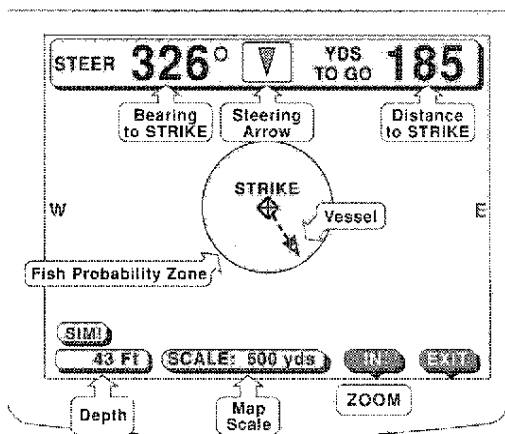 STEER 326° YDS TO GO 185
Bearing to STRIKE
Steering Arrow
Distance to STRIKE
STRIKE
W
E
Vessel
Fish Probability Zone
SIM!
43 Ft
SCALE: 500 yds
IN
EXIT
ZOOM
Depth
Map Scale